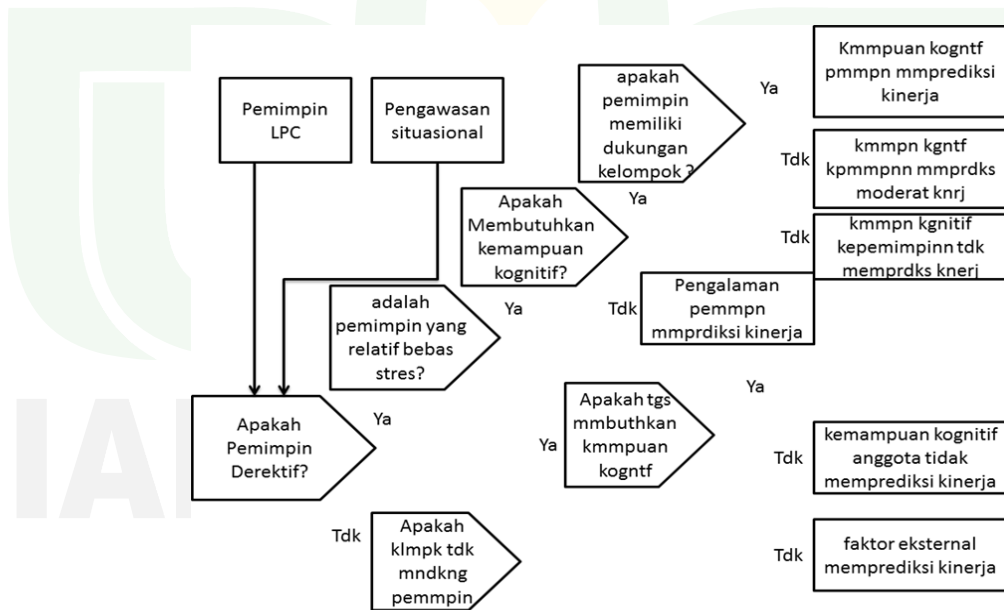 Pemimpin
LPC
Pengawasan
situasional
apakah
pemimpin
memiliki
dukungan
kelompok ?
Ya
Kmmpuan kogntf
pmmpn mmprediksi
kinerja
Tdk
kmmpn kgntf
kpmmpnn mmprdks
moderat knrj
Apakah
Membutuhkan
kemampuan
kognitif?
Ya
Tdk
kmmpn kgnitif
kepemimpinn tdk
memprdks knerj
adalah
pemimpin yang
relatif bebas
stres?
Ya
Tdk
Pengalaman
pemmpn
mmprdiksi kinerja
Apakah
Pemimpin
Derektif?
Ya
Ya
Apakah tgs
mmbuthkan
kmmpuan
kogntf
Ya
Tdk
kemampuan kognitif
anggota tidak
memprediksi kinerja
Tdk
Apakah
klmpk tdk
mndkng
pemmpin
Tdk
faktor eksternal
memprediksi kinerja